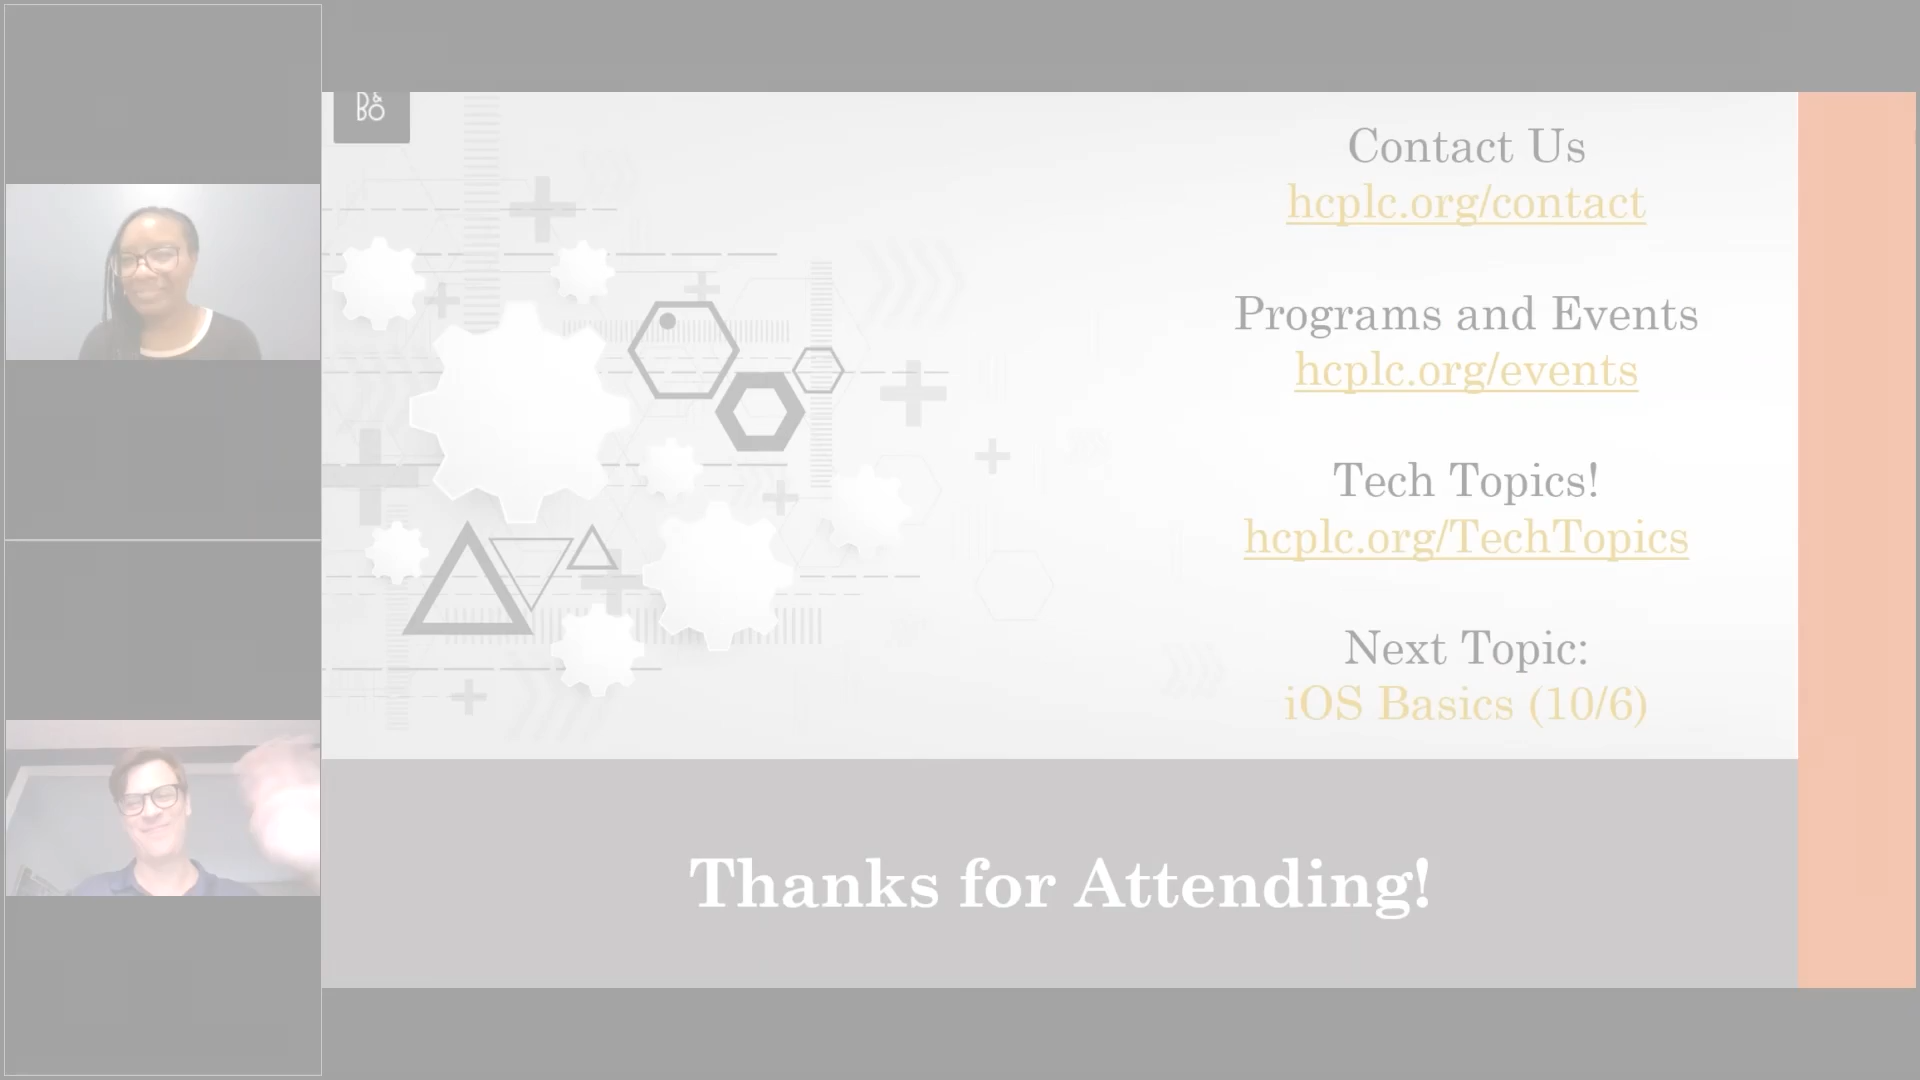 B&O
Contact Us
hcplc.org/contact
Programs and Events
hcplc.org/events
Tech Topics!
hcplc.org/TechTopics
Next Topic:
iOS Basics (10/6)
Thanks for Attending!